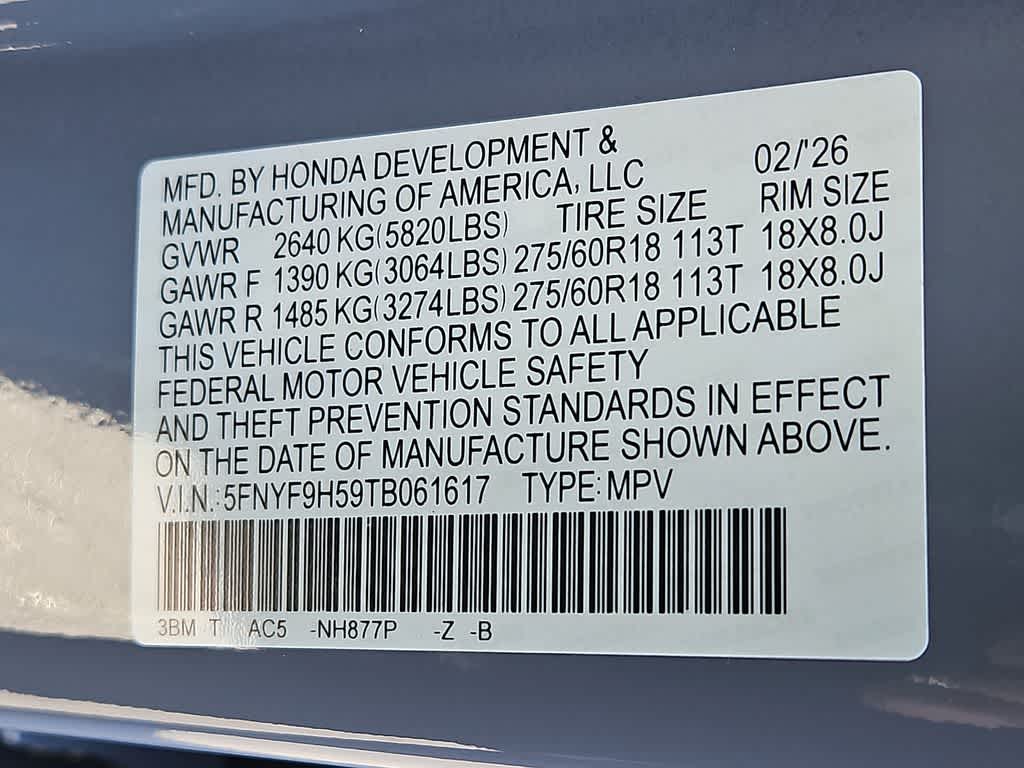 MFD. BY HONDA DEVELOPMENT & 02/'26
MANUFACTURING OF AMERICA, LLC
GVWR 2640 KG(5820LBS) TIRE SIZE RIM SIZE
GAWR F 1390 KG(3064LBS) 275/60R18 113T 18X8.0J
GAWR R 1485 KG(3274LBS) 275/60R18 113T 18X8.0J
THIS VEHICLE CONFORMS TO ALL APPLICABLE
FEDERAL MOTOR VEHICLE SAFETY
AND THEFT PREVENTION STANDARDS IN EFFECT
ON THE DATE OF MANUFACTURE SHOWN ABOVE.
V.I.N.: 5FNYF9H59TB061617 TYPE: MPV
3BM T AC5 -NH877P -Z -B